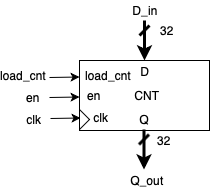 D_in
32
D
load_cnt load_cnt
en en
CNT
clk clk
Q
32
Q_out